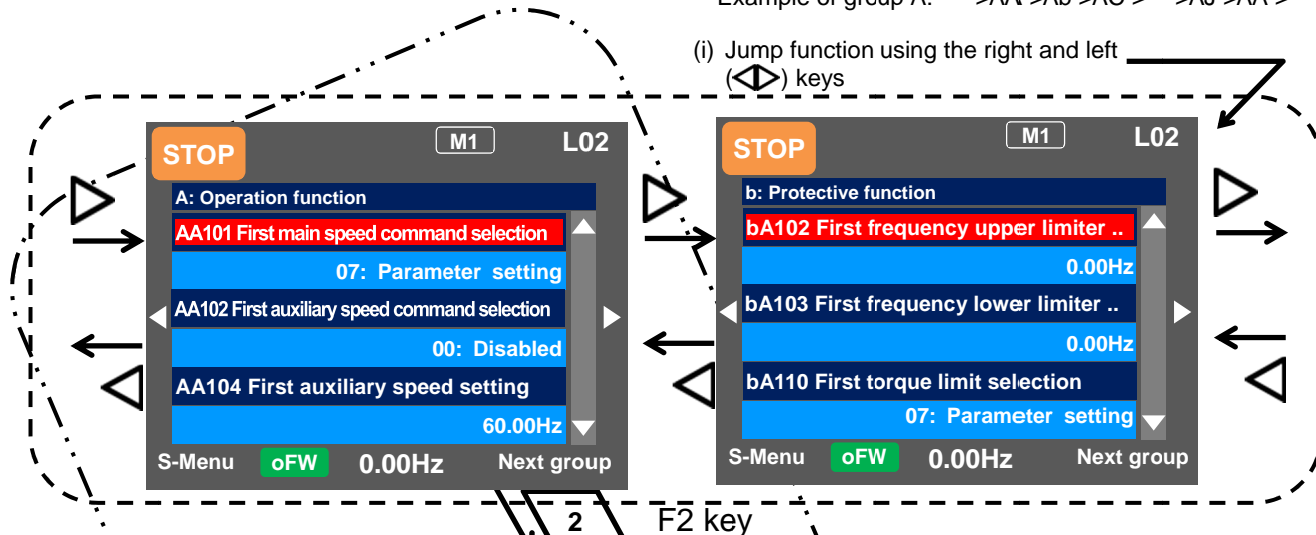 (i) Jump function using the right and left
(◁▷) keys
STOP M1 L02
A: Operation function
AA101 First main speed command selection
07: Parameter setting
AA102 First auxiliary speed command selection
00: Disabled
AA104 First auxiliary speed setting
60.00Hz
S-Menu oFW 0.00Hz Next group
STOP M1 L02
b: Protective function
bA102 First frequency upper limiter ..
0.00Hz
bA103 First frequency lower limiter ..
0.00Hz
bA110 First torque limit selection
07: Parameter setting
S-Menu oFW 0.00Hz Next group
2 F2 key